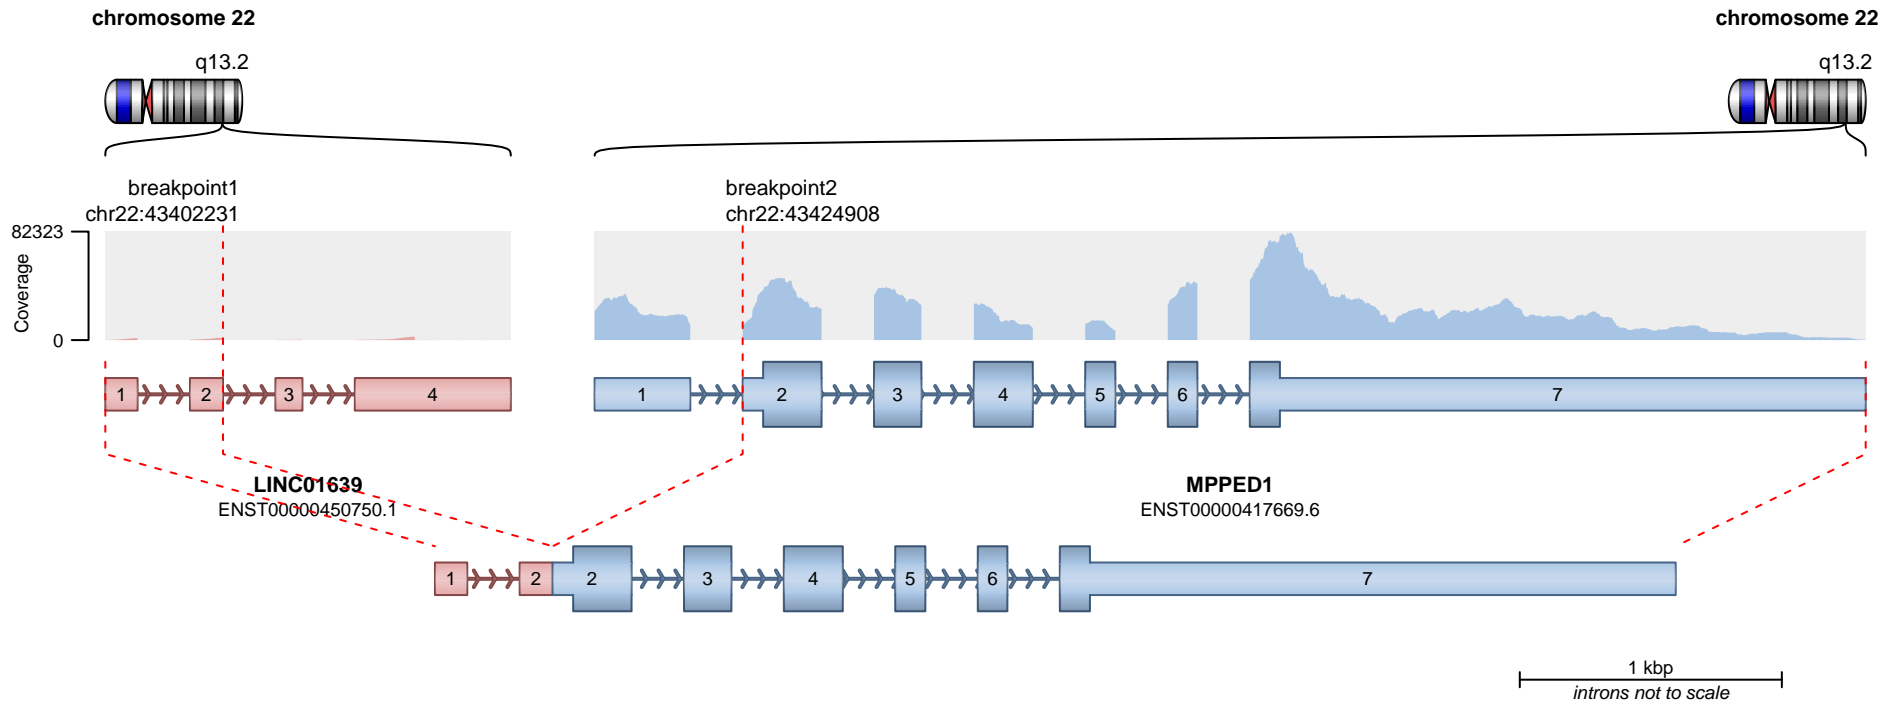 chromosome 22
chromosome 22
q13.2
q13.2
breakpoint1
chr22:43402231
breakpoint2
chr22:43424908
82323
Coverage
0
1 2 3 4
1 2 3 4 5 6 7
LINC01639
ENST00000450750.1
MPPED1
ENST00000417669.6
1 2 2 3 4 5 6 7
1 kbp
introns not to scale